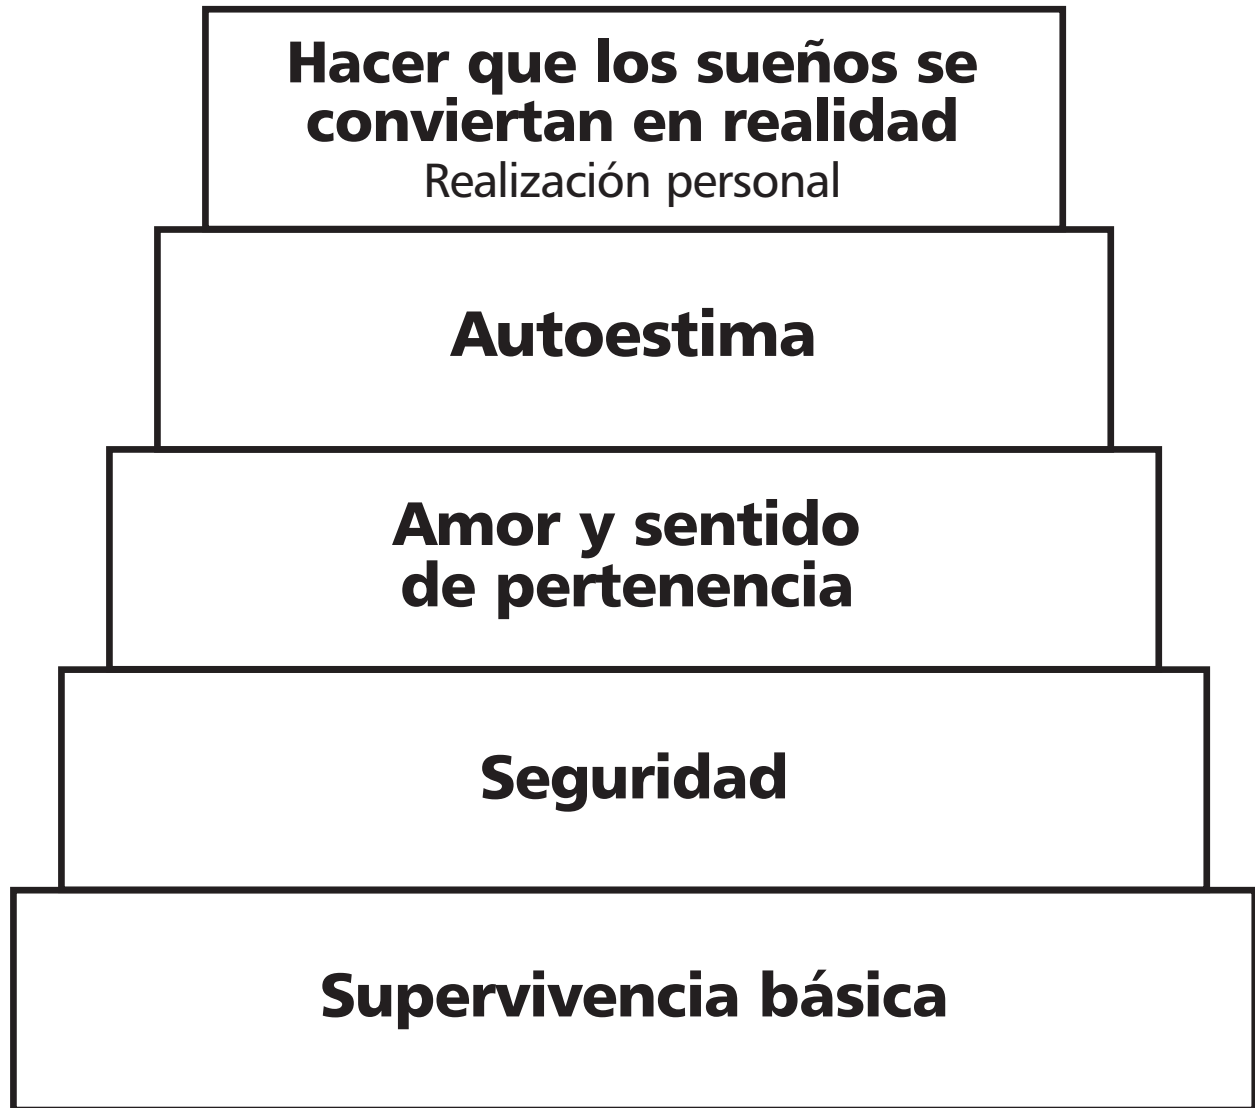 Hacer que los sueños se
conviertan en realidad
Realización personal
Autoestima
Amor y sentido
de pertenencia
Seguridad
Supervivencia básica